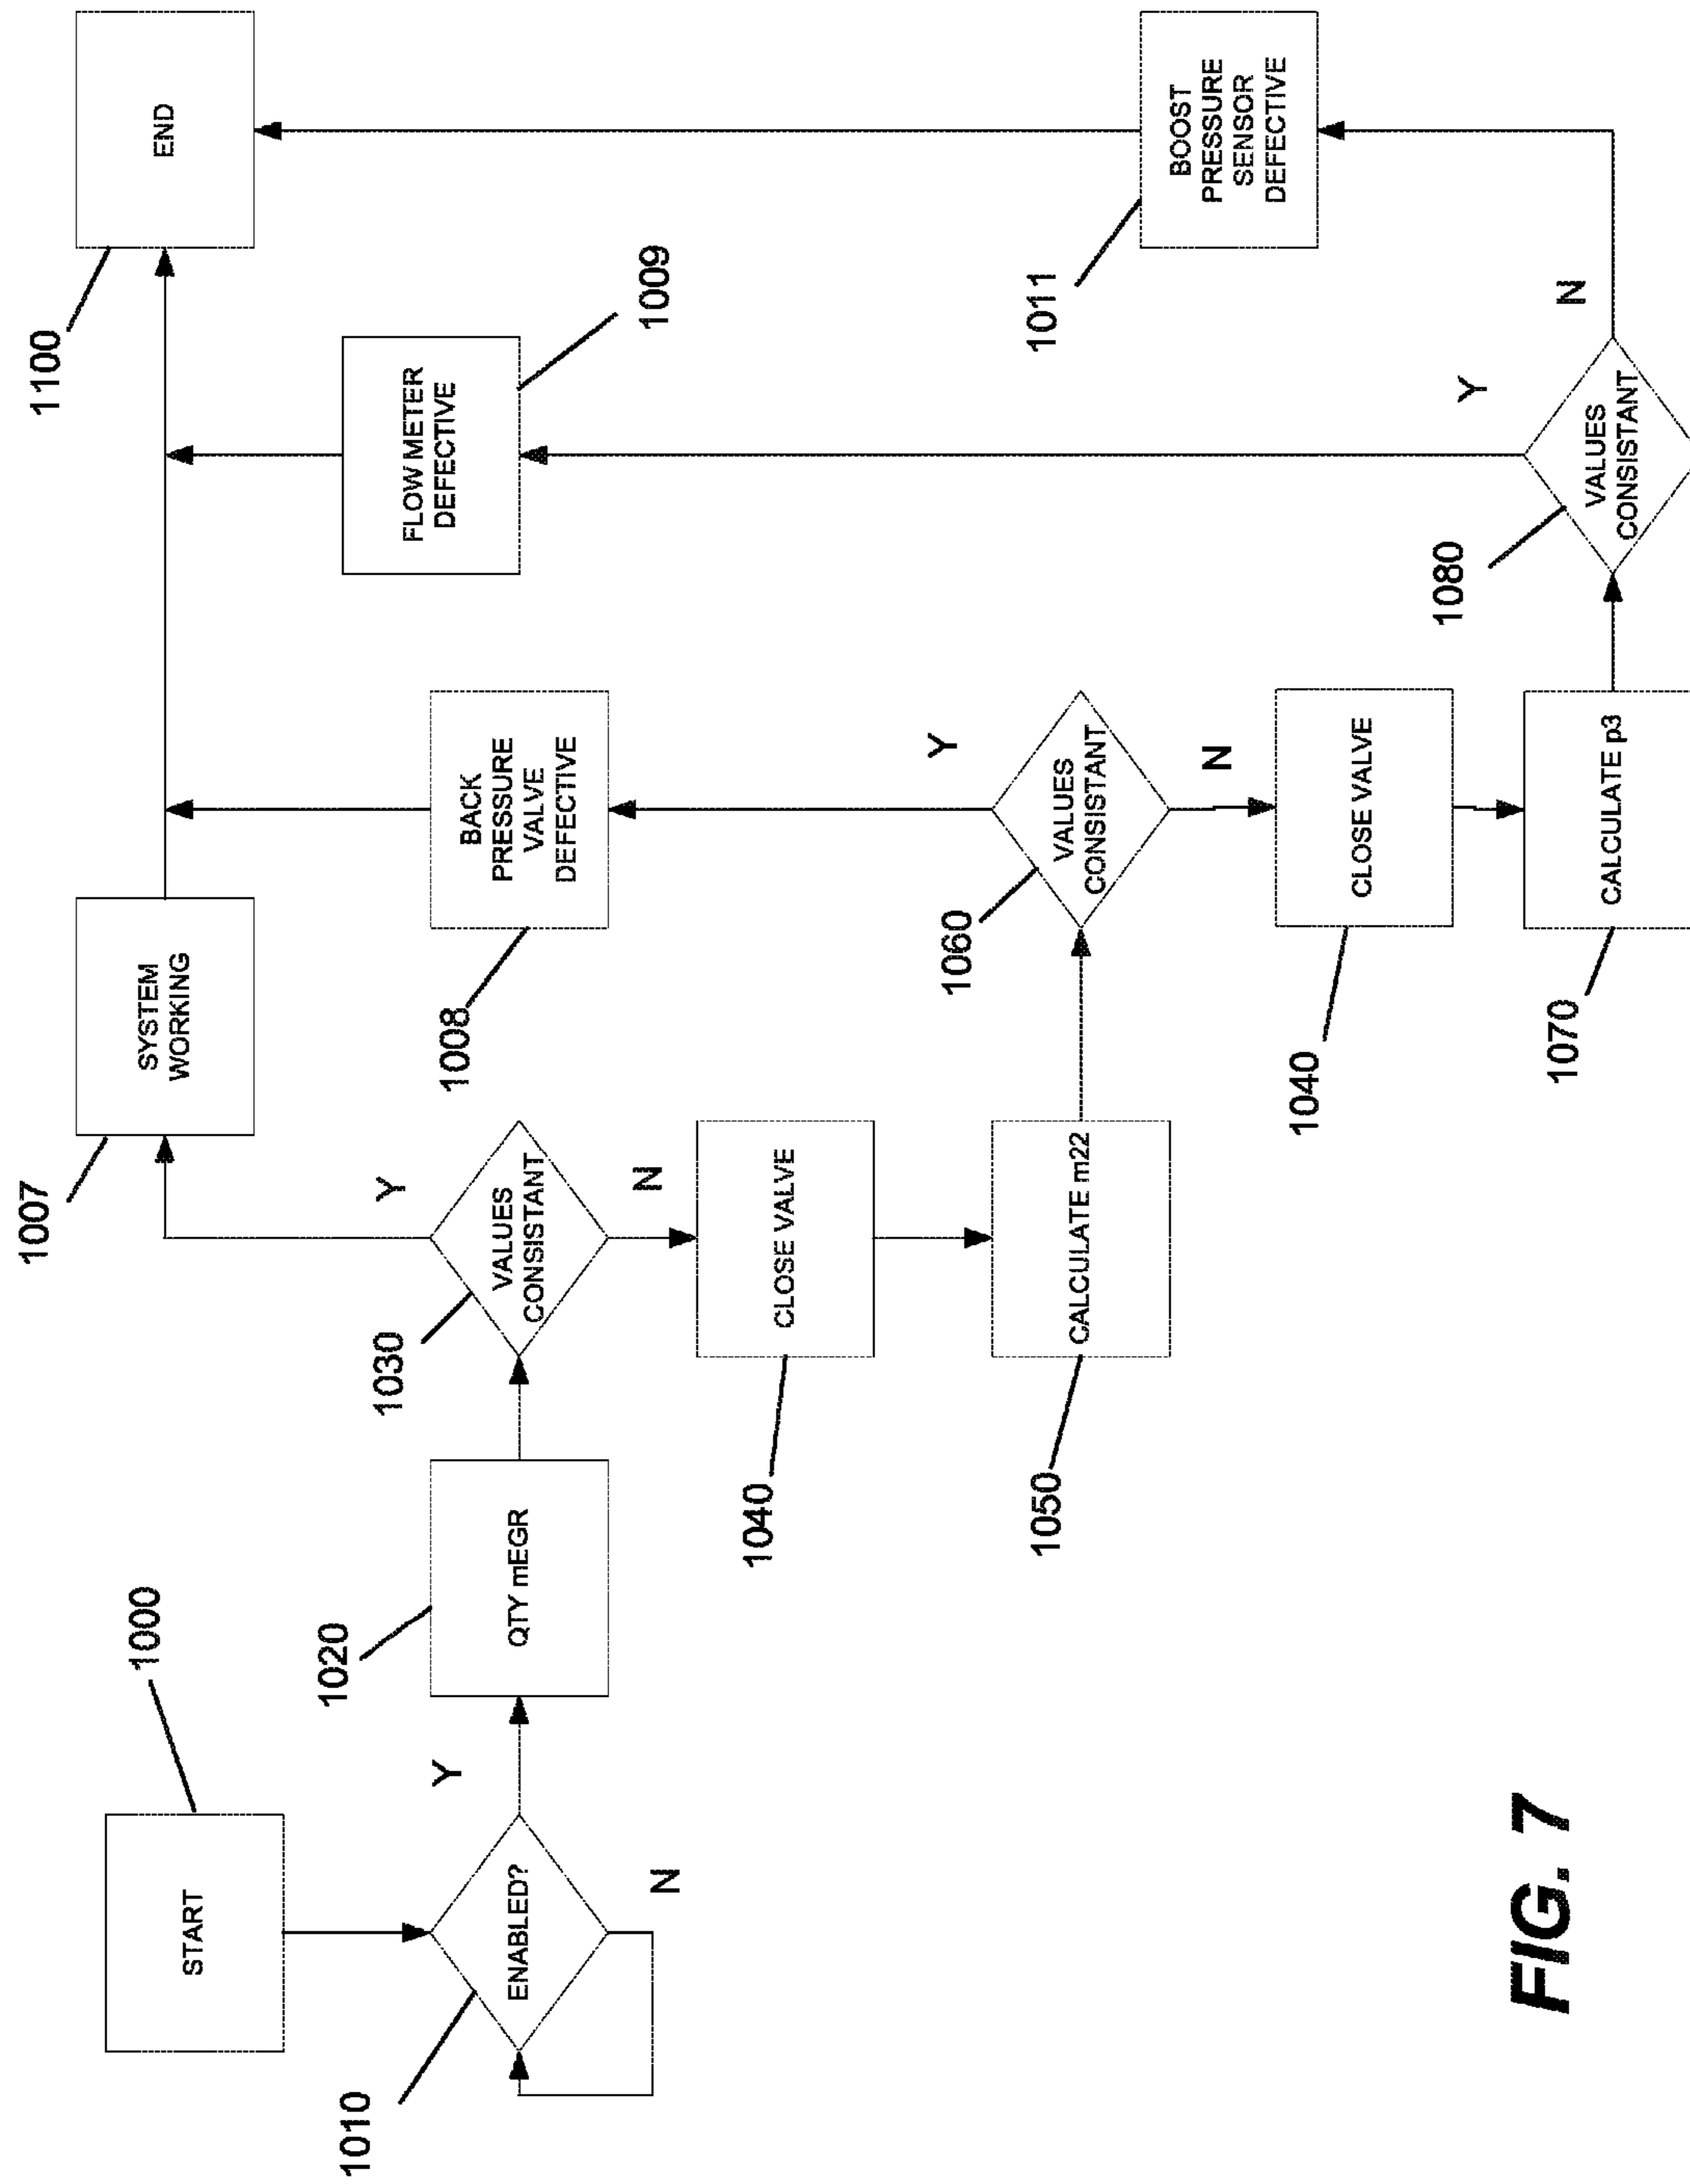 1000
START
1010
ENABLED?
Y
N
1020
QTY mEGR
1030
VALUES
CONSISTANT
Y
N
1007
SYSTEM
WORKING
1040
CLOSE VALVE
1050
CALCULATE m22
1060
VALUES
CONSISTANT
Y
N
1008
BACK
PRESSURE
VALVE
DEFECTIVE
1040
CLOSE VALVE
1070
CALCULATE p3
1080
VALUES
CONSISTANT
Y
N
1009
FLOW METER
DEFECTIVE
1011
BOOST
PRESSURE
SENSOR
DEFECTIVE
1100
END
FIG. 7